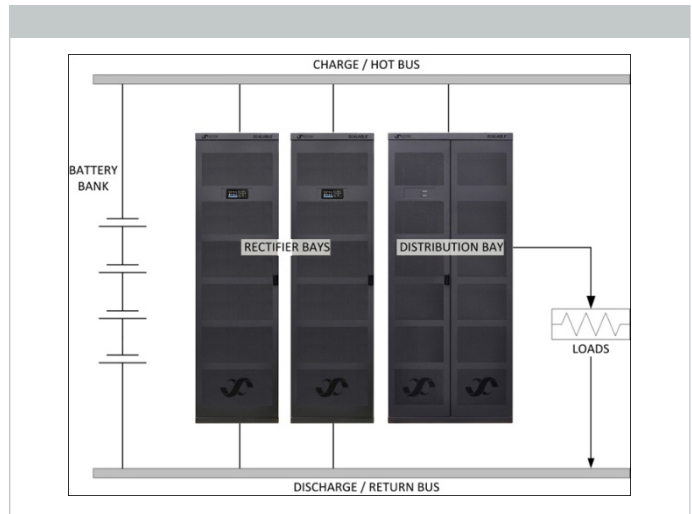 CHARGE / HOT BUS
BATTERY
BANK
RECTIFIER BAYS
DISTRIBUTION BAY
LOADS
DISCHARGE / RETURN BUS